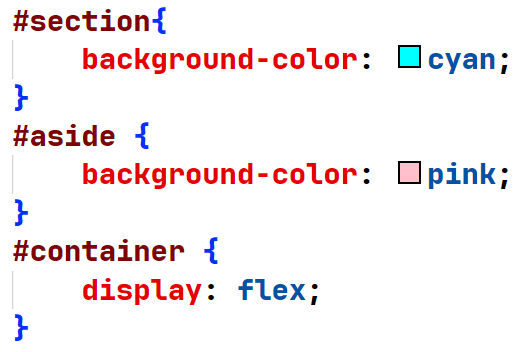 #section{
    background-color: cyan;
}
#aside {
    background-color: pink;
}
#container {
    display: flex;
}